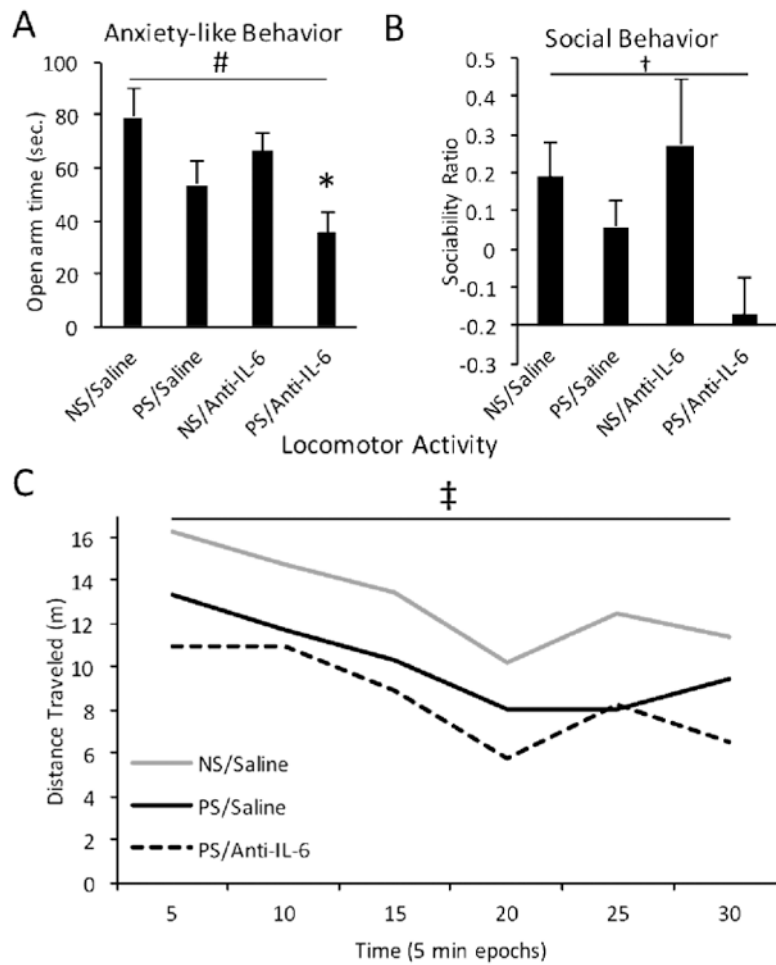 A
Anxiety-like Behavior
#
Open arm time (sec.)
100
80
60
40
20
0
*
NS/Saline
PS/Saline
NS/Anti-IL-6
PS/Anti-IL-6
B
Social Behavior
†
Sociability Ratio
0.5
0.4
0.3
0.2
0.1
0
-0.1
-0.2
-0.3
NS/Saline
PS/Saline
NS/Anti-IL-6
PS/Anti-IL-6
Locomotor Activity
C
‡
Distance Traveled (m)
16
14
12
10
8
6
4
2
0
NS/Saline
PS/Saline
PS/Anti-IL-6
5 10 15 20 25 30
Time (5 min epochs)